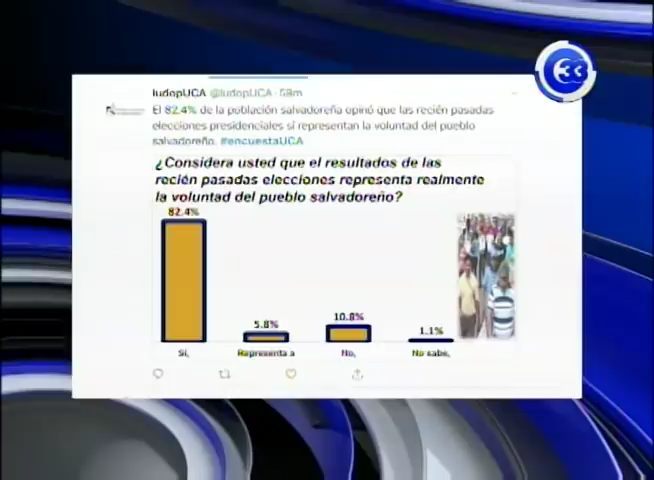 33
IudopUCA @IudopUCA · 59m
El 82.4% de la población salvadoreña opinó que las recién pasadas
elecciones presidenciales sí representan la voluntad del pueblo
salvadoreño. #encuestaUCA
¿Considera usted que el resultados de las
recién pasadas elecciones representa realmente
la voluntad del pueblo salvadoreño?
82.4%
5.8%
10.8%
1.1%
Sí,
Representa a
No,
No sabe,